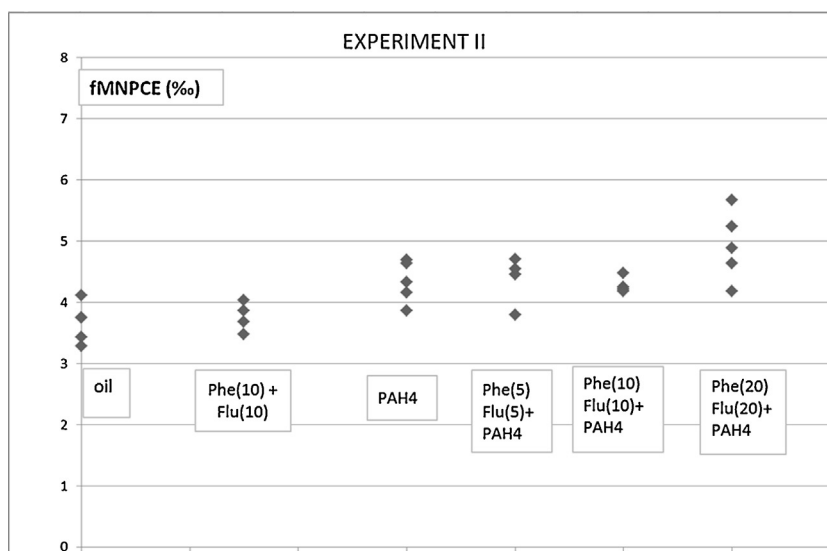 EXPERIMENT II
8
fMNPCE (‰)
7
6
5
4
3
oil
Phe(10) +
Flu(10)
PAH4
Phe(5)
Flu(5)+
PAH4
Phe(10)
Flu(10)+
PAH4
Phe(20)
Flu(20)+
PAH4
2
1
0